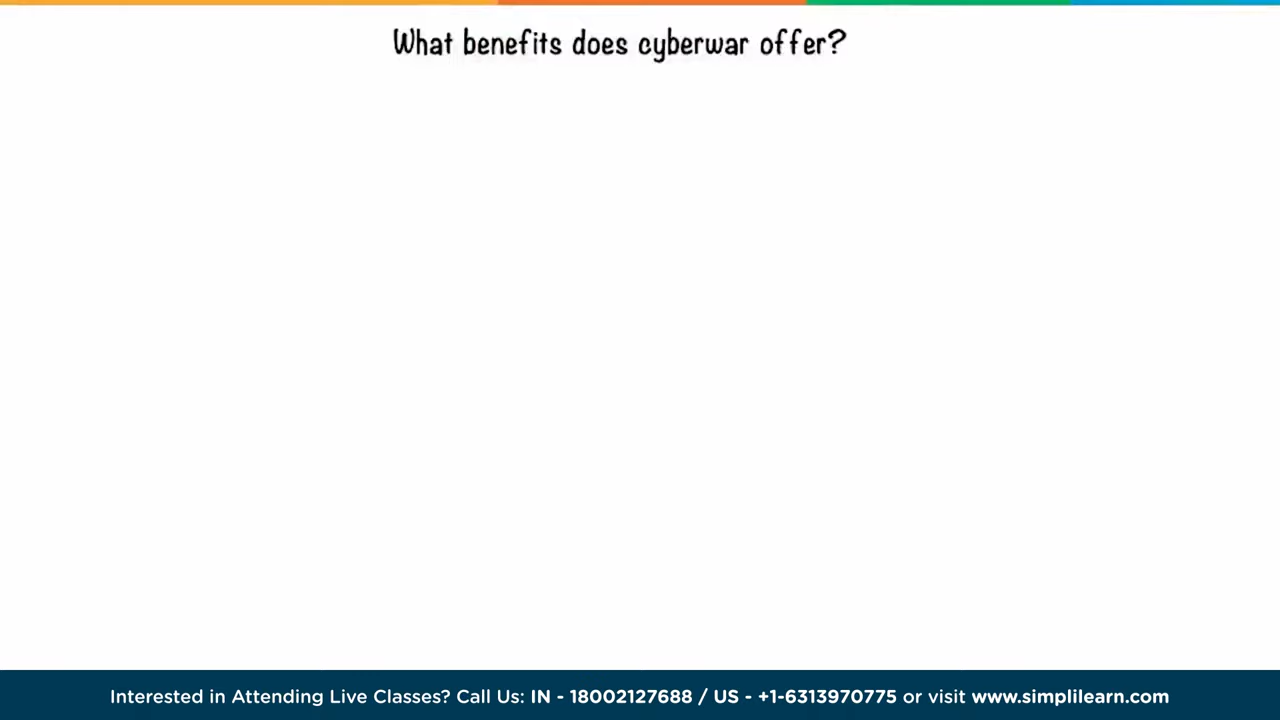 What benefits does cyberwar offer?
Interested in Attending Live Classes? Call Us: IN - 18002127688 / US - +1-6313970775 or visit www.simplilearn.com